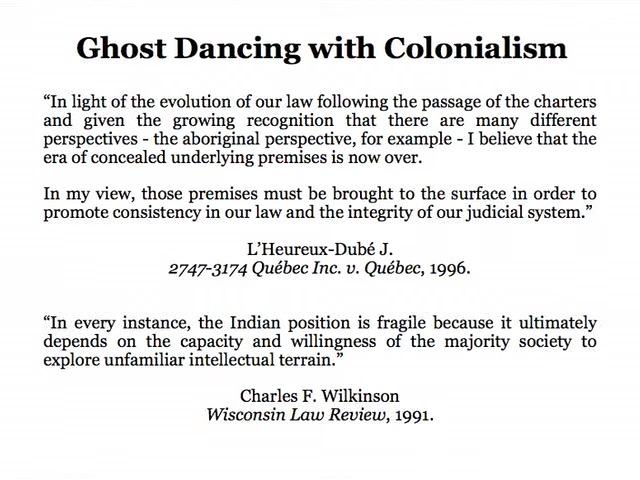 Ghost Dancing with Colonialism
“In light of the evolution of our law following the passage of the charters
and given the growing recognition that there are many different
perspectives - the aboriginal perspective, for example - I believe that the
era of concealed underlying premises is now over.
In my view, those premises must be brought to the surface in order to
promote consistency in our law and the integrity of our judicial system.”
L’Heureux-Dubé J.
2747-3174 Québec Inc. v. Québec, 1996.
“In every instance, the Indian position is fragile because it ultimately
depends on the capacity and willingness of the majority society to
explore unfamiliar intellectual terrain.”
Charles F. Wilkinson
Wisconsin Law Review, 1991.